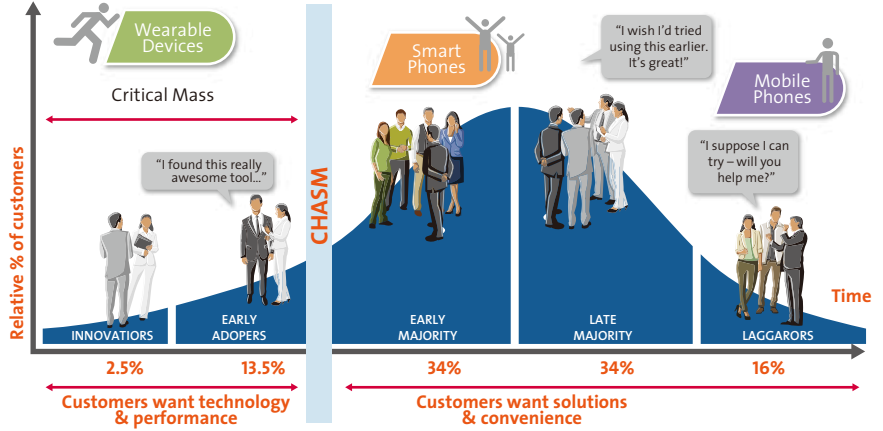 Wearable
Devices
Critical Mass
“I found this really
awesome tool...”
Smart
Phones
“I wish I’d tried
using this earlier.
It’s great!”
Mobile
Phones
“I suppose I can
try – will you
help me?”
Relative % of customers
CHASM
Time
INNOVATIORS
EARLY
ADOPERS
EARLY
MAJORITY
LATE
MAJORITY
LAGGARORS
2.5%
13.5%
34%
34%
16%
Customers want technology
& performance
Customers want solutions
& convenience